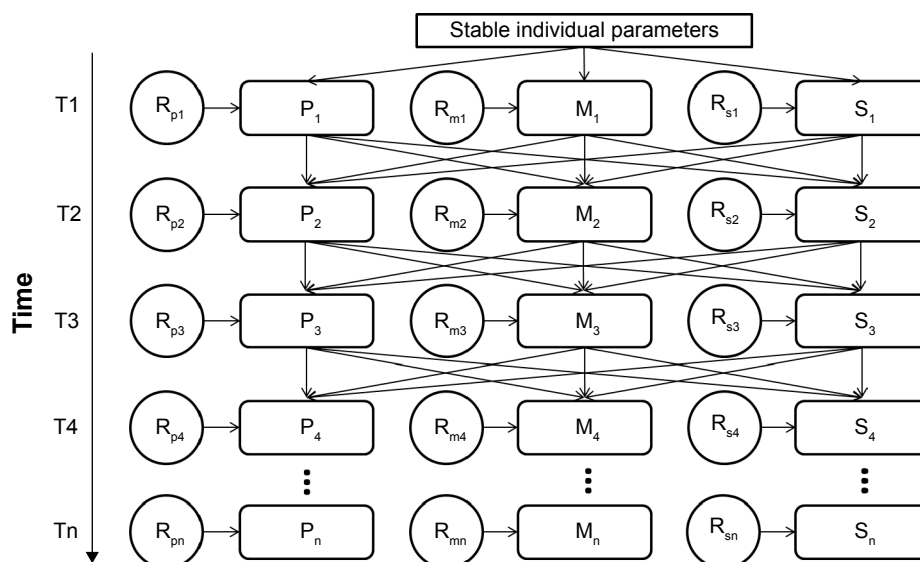 Stable individual parameters
T1 R_p1 P_1 R_m1 M_1 R_s1 S_1
T2 R_p2 P_2 R_m2 M_2 R_s2 S_2
Time
T3 R_p3 P_3 R_m3 M_3 R_s3 S_3
T4 R_p4 P_4 R_m4 M_4 R_s4 S_4
Tn R_pn P_n R_mn M_n R_sn S_n